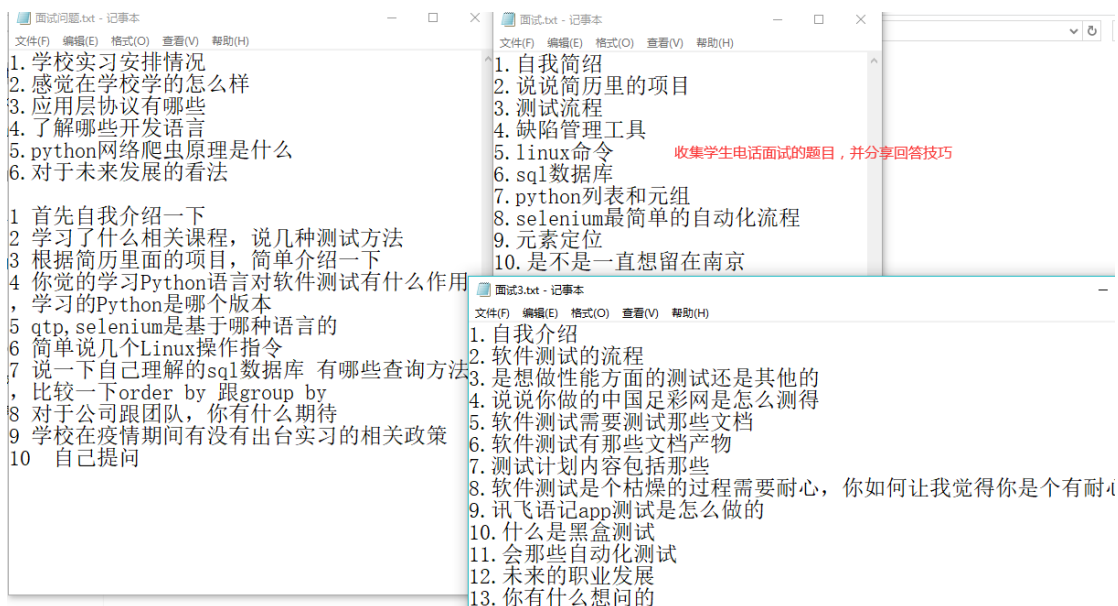 面试问题.txt - 记事本
文件(F) 编辑(E) 格式(O) 查看(V) 帮助(H)
1.学校实习安排情况
2.感觉在学校学的怎么样
3.应用层协议有哪些
4.了解哪些开发语言
5.python网络爬虫原理是什么
6.对于未来发展的看法
1 首先自我介绍一下
2 学习了什么相关课程，说几种测试方法
3 根据简历里面的项目，简单介绍一下
4 你觉的学习Python语言对软件测试有什么作用
，学习的Python是哪个版本
5 qtp,selenium是基于哪种语言的
6 简单说几个Linux操作指令
7 说一下自己理解的sql数据库 有哪些查询方法
，比较一下order by 跟group by
8 对于公司跟团队，你有什么期待
9 学校在疫情期间有没有出台实习的相关政策
10 自己提问
面试.txt - 记事本
文件(F) 编辑(E) 格式(O) 查看(V) 帮助(H)
1.自我简绍
2.说说简历里的项目
3.测试流程
4.缺陷管理工具
5.linux命令
6.sql数据库
7.python列表和元组
8.selenium最简单的自动化流程
9.元素定位
10.是不是一直想留在南京
收集学生电话面试的题目，并分享回答技巧
面试3.txt - 记事本
文件(F) 编辑(E) 格式(O) 查看(V) 帮助(H)
1.自我介绍
2.软件测试的流程
3.是想做性能方面的测试还是其他的
4.说说你做的中国足彩网是怎么测得
5.软件测试需要测试那些文档
6.软件测试有那些文档产物
7.测试计划内容包括那些
8.软件测试是个枯燥的过程需要耐心，你如何让我觉得你是个有耐心
9.讯飞语记app测试是怎么做的
10.什么是黑盒测试
11.会那些自动化测试
12.未来的职业发展
13.你有什么想问的